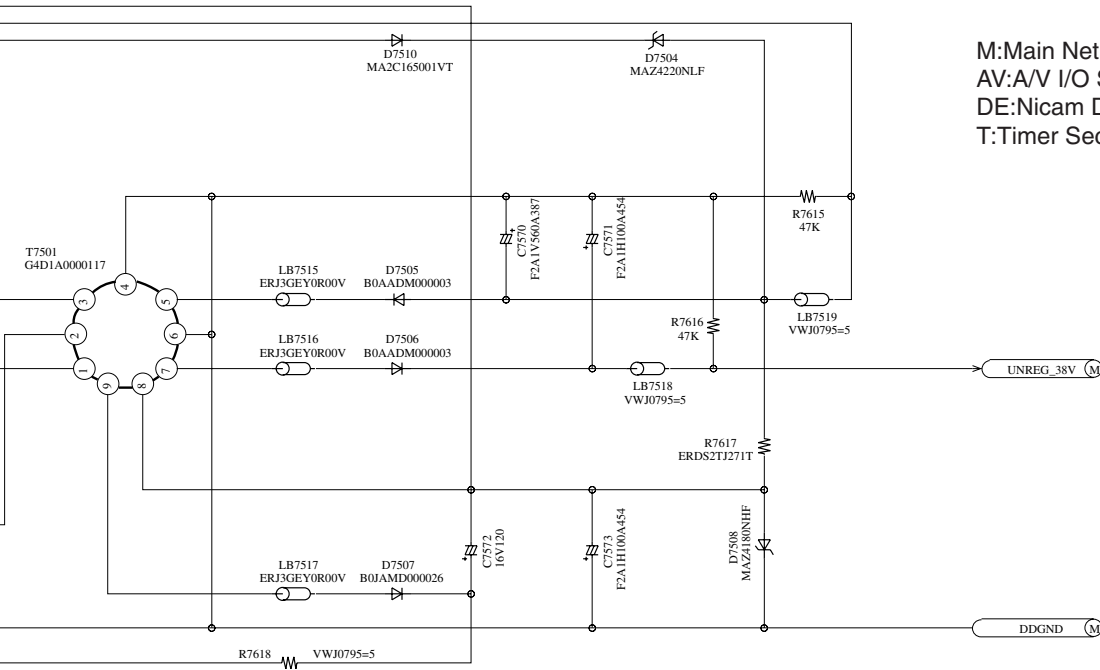 D7510
MA2C165001VT
D7504
MAZ4220NLF
M:Main Net
AV:A/V I/O
DE:Nicam
T:Timer Sec
T7501
G4D1A0000117
1
2
3
4
5
6
7
8
9
LB7515
ERJ3GEY0R00V
D7505
B0AADM000003
LB7516
ERJ3GEY0R00V
D7506
B0AADM000003
C7570
F2A1V560A387
C7571
F2A1H100A454
R7615
47K
R7616
47K
LB7519
VWJ0795=5
LB7518
VWJ0795=5
UNREG_38V
M
R7617
ERDS2TJ271T
C7572
16V120
C7573
F2A1H100A454
D7508
MAZ4180NHF
LB7517
ERJ3GEY0R00V
D7507
B0JAMD000026
DDGND
M
R7618
VWJ0795=5